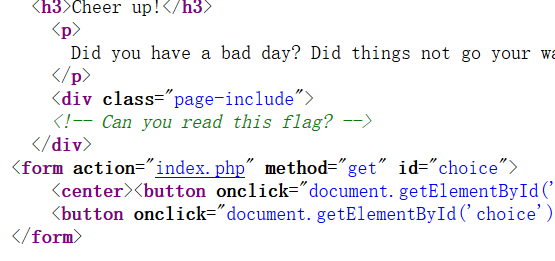 <h3>Cheer up!</h3>
<p>
Did you have a bad day? Did things not go your
</p>
<div class="page-include">
<!-- Can you read this flag? -->
</div>
<form action="index.php" method="get" id="choice">
<center><button onclick="document.getElementById('
<button onclick="document.getElementById('choice')
</form>